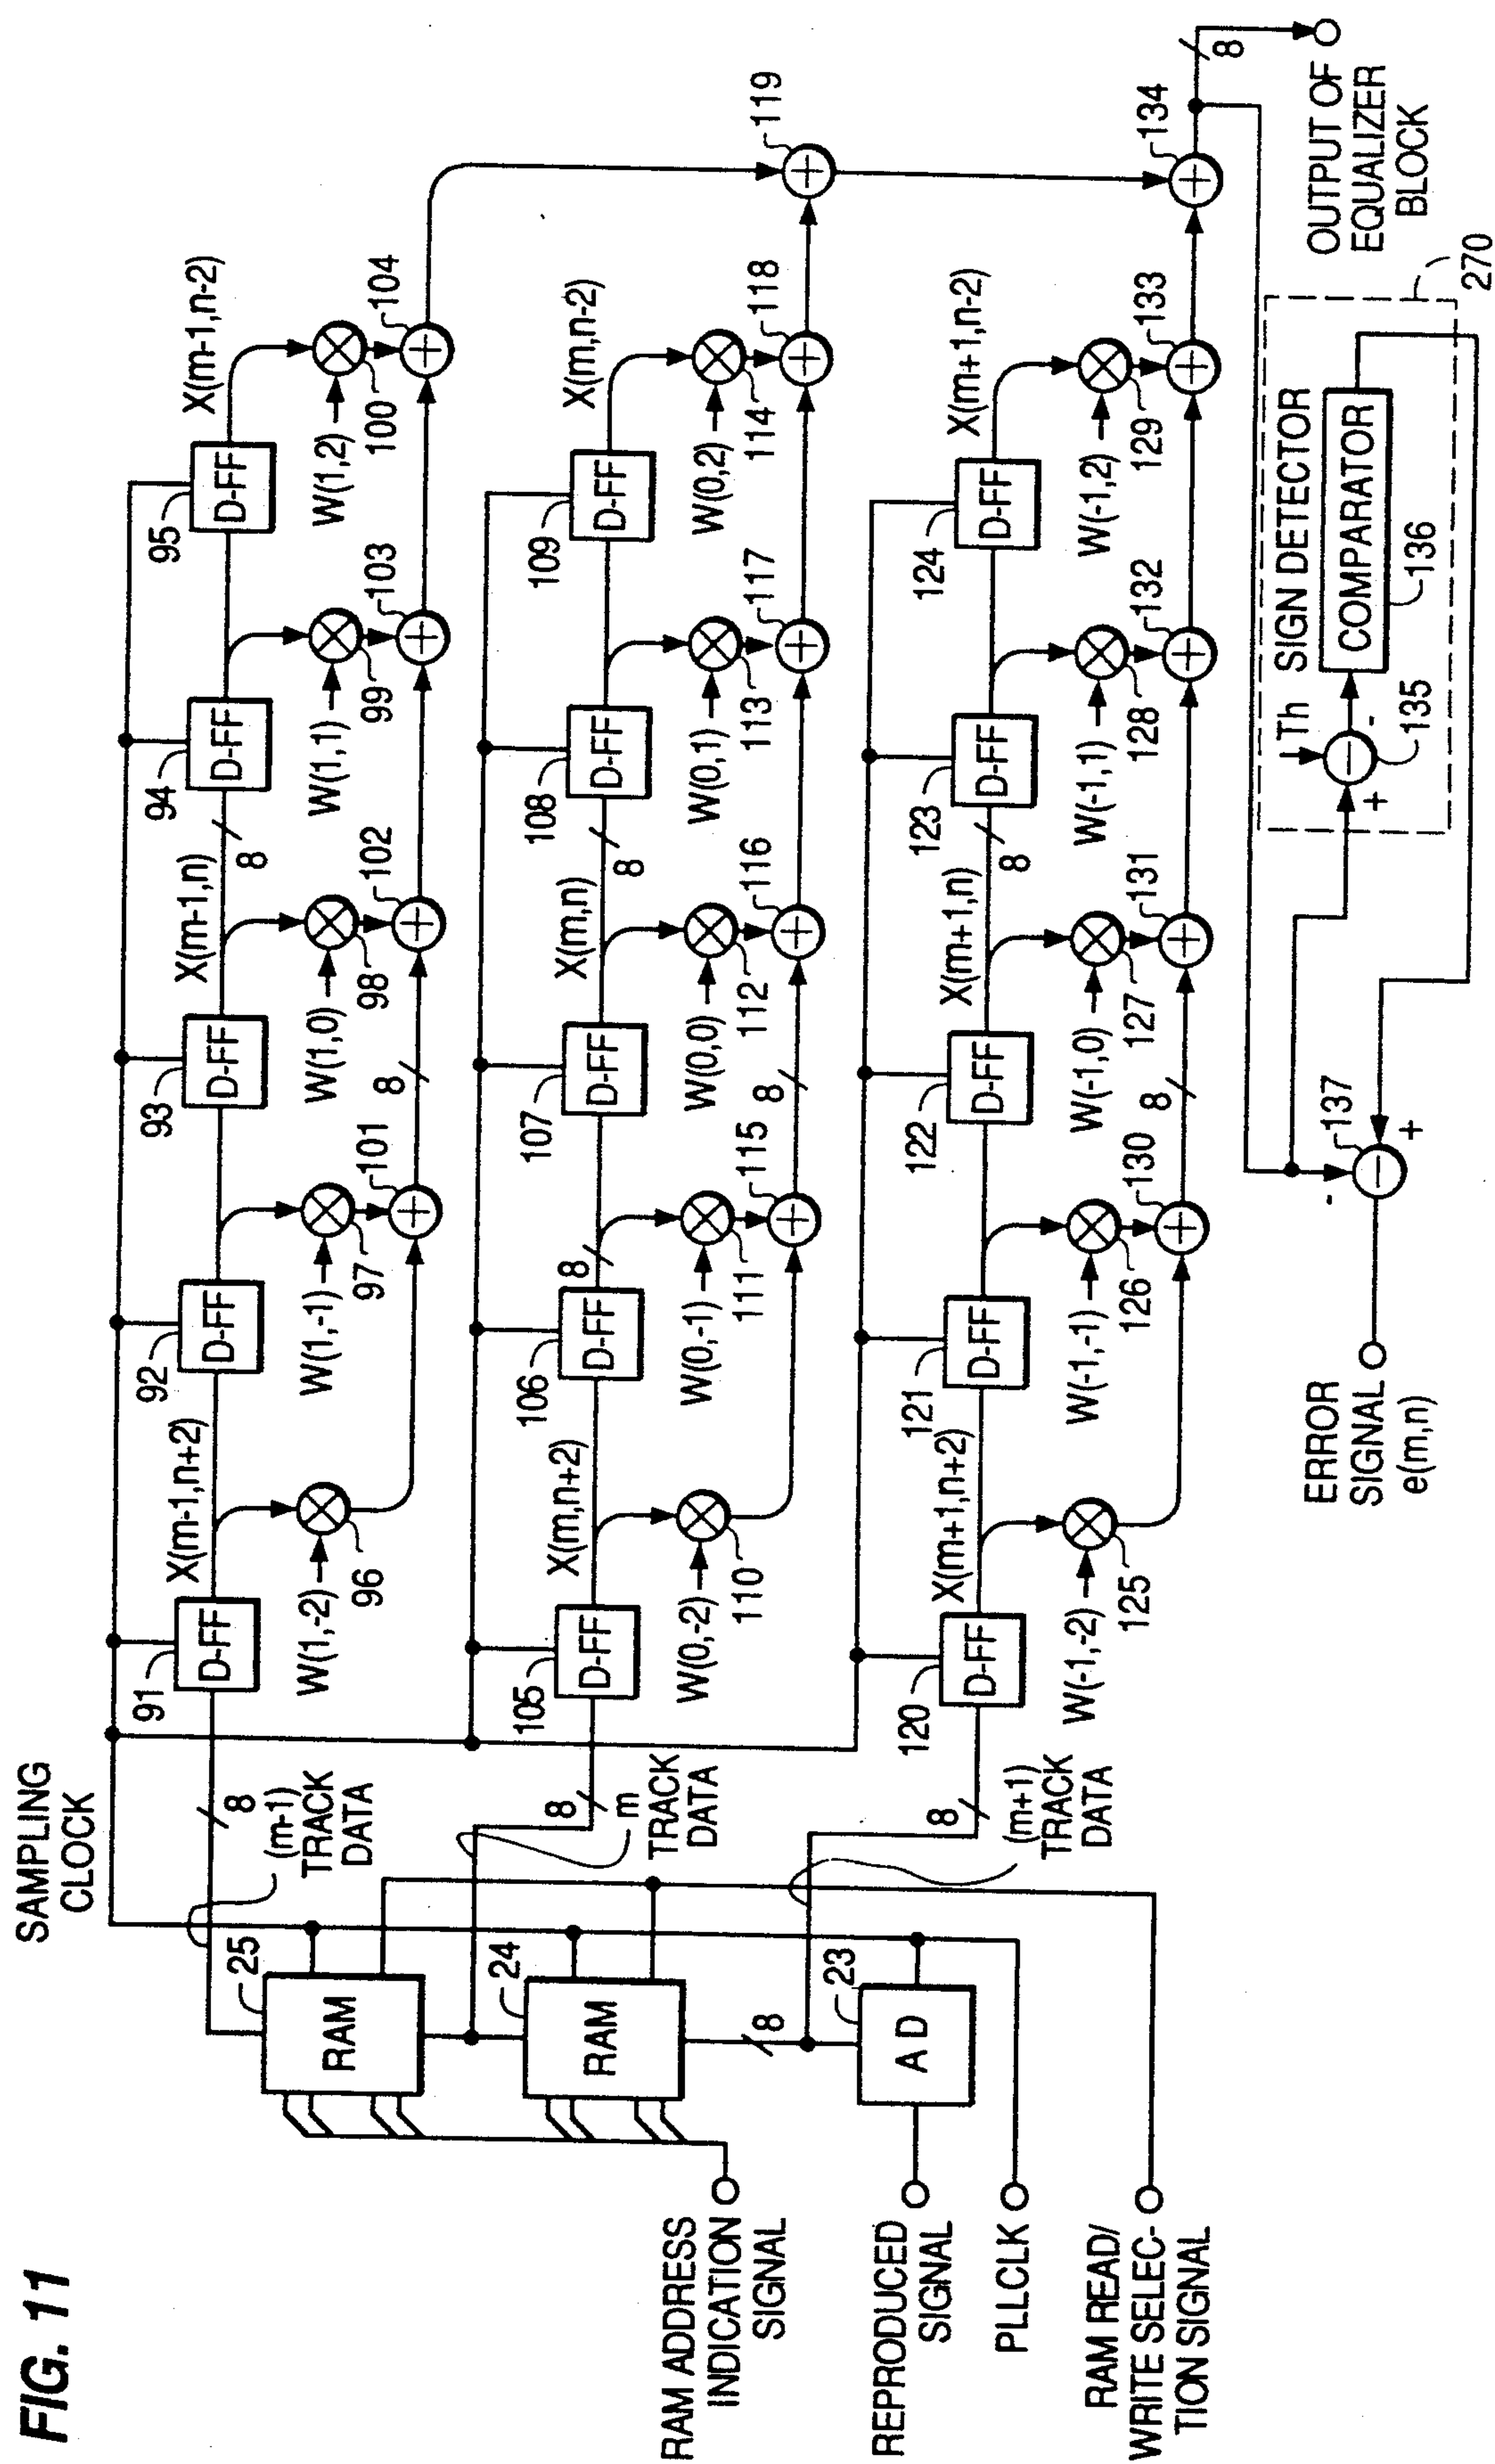 FIG. 11
SAMPLING
CLOCK
RAM ADDRESS
INDICATION
SIGNAL
REPRODUCED
SIGNAL
PLLCLK
RAM READ/
WRITE SELEC-
TION SIGNAL
25
RAM
24
RAM
8
23
A D
8
(m-1)
TRACK
DATA
8
m
TRACK
DATA
8
(m+1)
TRACK
DATA
91
D-FF
X(m-1,n+2)
92
D-FF
93
D-FF
X(m-1,n)
8
94
D-FF
95
D-FF
X(m-1,n-2)
W(1,-2)
96
W(1,-1)
97
W(1,0)
98
W(1,1)
99
W(1,2)
100
101
8
102
103
104
105
D-FF
X(m,n+2)
106
D-FF
8
107
D-FF
X(m,n)
8
108
D-FF
109
D-FF
X(m,n-2)
W(0,-2)
110
W(0,-1)
111
W(0,0)
112
W(0,1)
113
W(0,2)
114
115
8
116
117
118
119
120
D-FF
X(m+1,n+2)
121
D-FF
122
D-FF
X(m+1,n)
8
123
D-FF
124
D-FF
X(m+1,n-2)
W(-1,-2)
125
W(-1,-1)
126
W(-1,0)
127
W(-1,1)
128
W(-1,2)
129
130
8
131
132
133
134
8
OUTPUT OF
EQUALIZER
BLOCK
Th SIGN DETECTOR
COMPARATOR
+
-
135
136
270
137
-
+
ERROR
SIGNAL
e(m,n)